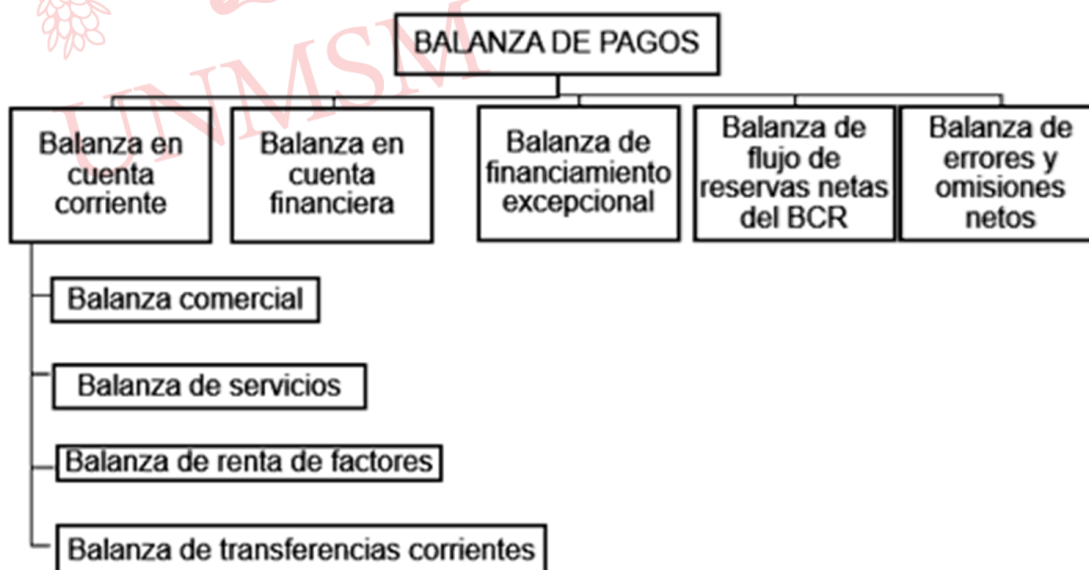 BALANZA DE PAGOS
UNMSM
Balanza en
cuenta
corriente
Balanza en
cuenta
financiera
Balanza de
financiamiento
excepcional
Balanza de
flujo de
reservas netas
del BCR
Balanza de
errores y
omisiones
netos
Balanza comercial
Balanza de servicios
Balanza de renta de factores
Balanza de transferencias corrientes